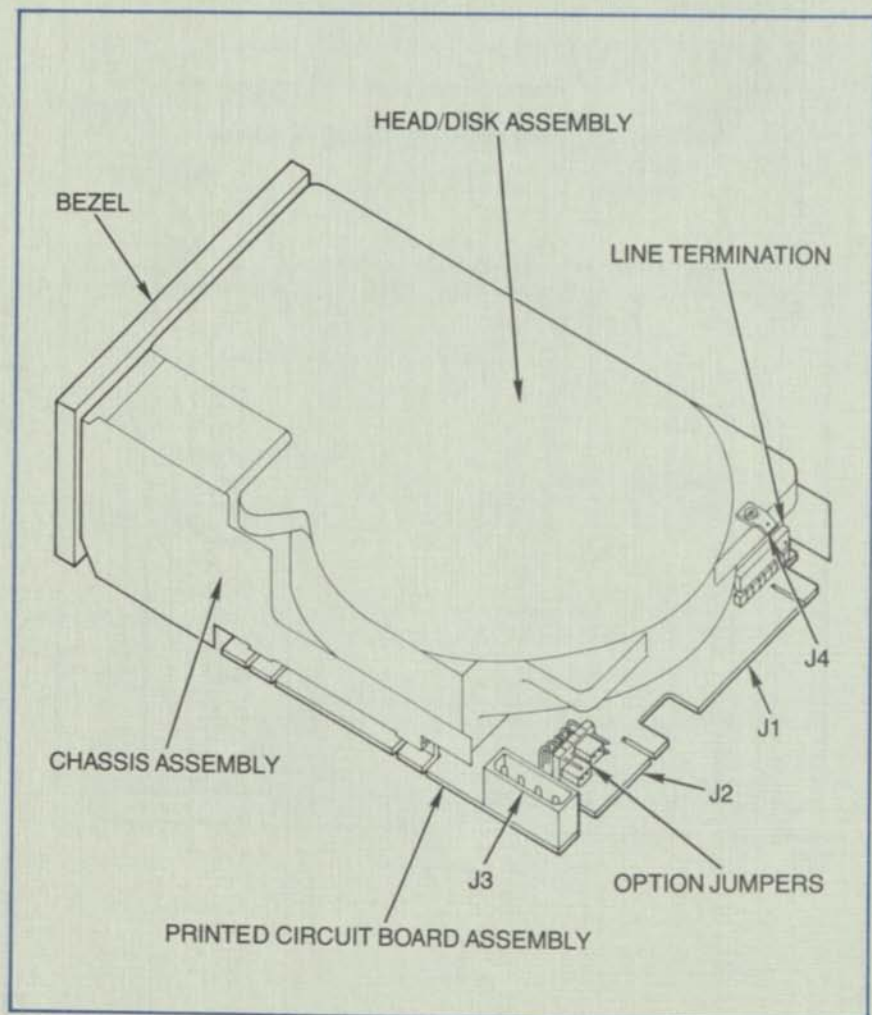 HEAD/DISK ASSEMBLY
BEZEL
LINE TERMINATION
J4
J1
CHASSIS ASSEMBLY
J2
J3
OPTION JUMPERS
PRINTED CIRCUIT BOARD ASSEMBLY